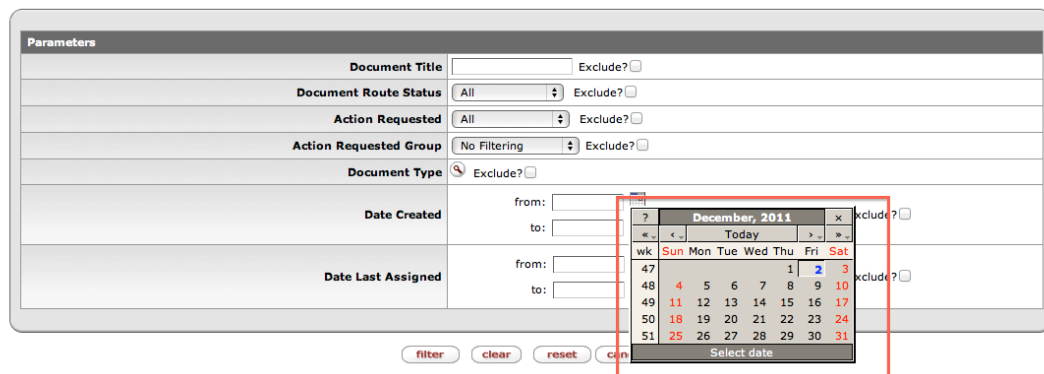 Parameters
Document Title Exclude?
Document Route Status All Exclude?
Action Requested All Exclude?
Action Requested Group No Filtering Exclude?
Document Type Exclude?
Date Created from: xclude?
to:
Date Last Assigned from: xclude?
to:
? December, 2011 ×
« ‹ Today › »
wk Sun Mon Tue Wed Thu Fri Sat
47 1 2 3
48 4 5 6 7 8 9 10
49 11 12 13 14 15 16 17
50 18 19 20 21 22 23 24
51 25 26 27 28 29 30 31
Select date
filter clear reset can